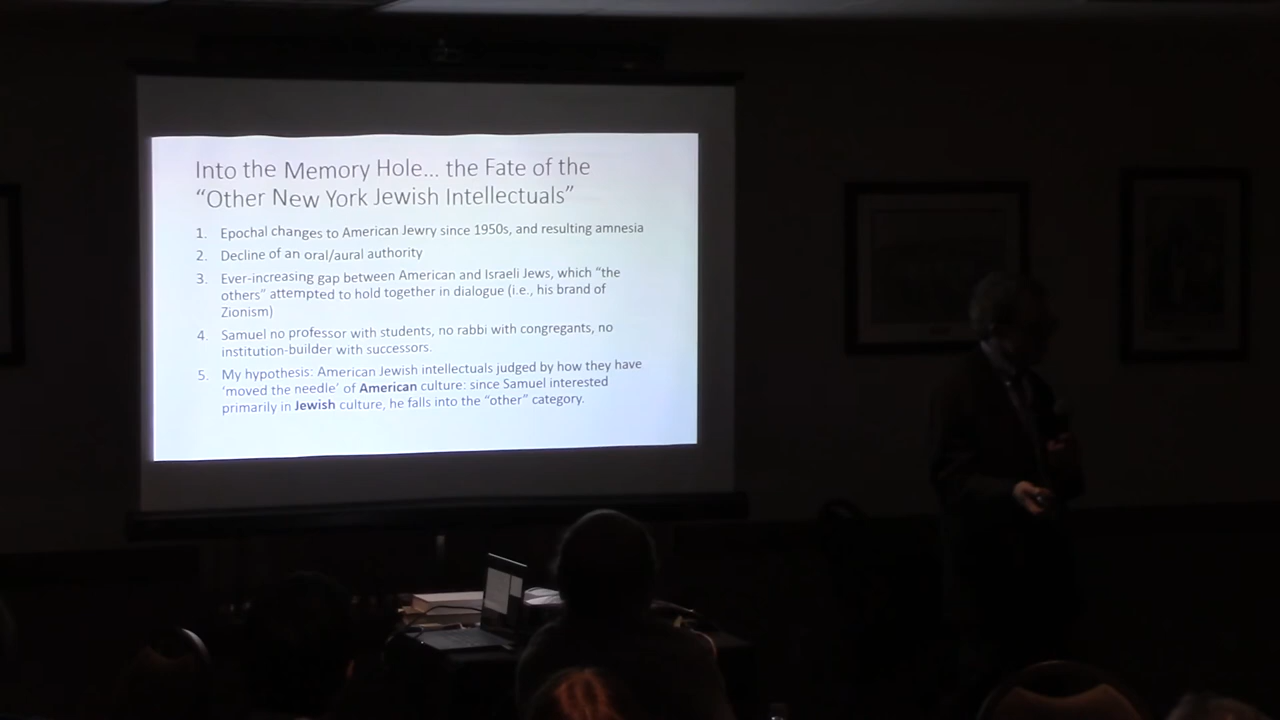 Into the Memory Hole... the Fate of the
“Other New York Jewish Intellectuals”
1. Epochal changes to American Jewry since 1950s, and resulting amnesia
2. Decline of an oral/aural authority
3. Ever-increasing gap between American and Israeli Jews, which “the
others” attempted to hold together in dialogue (i.e., his brand of
Zionism)
4. Samuel no professor with students, no rabbi with congregants, no
institution-builder with successors.
5. My hypothesis: American Jewish intellectuals judged by how they have
‘moved the needle’ of American culture: since Samuel interested
primarily in Jewish culture, he falls into the “other” category.